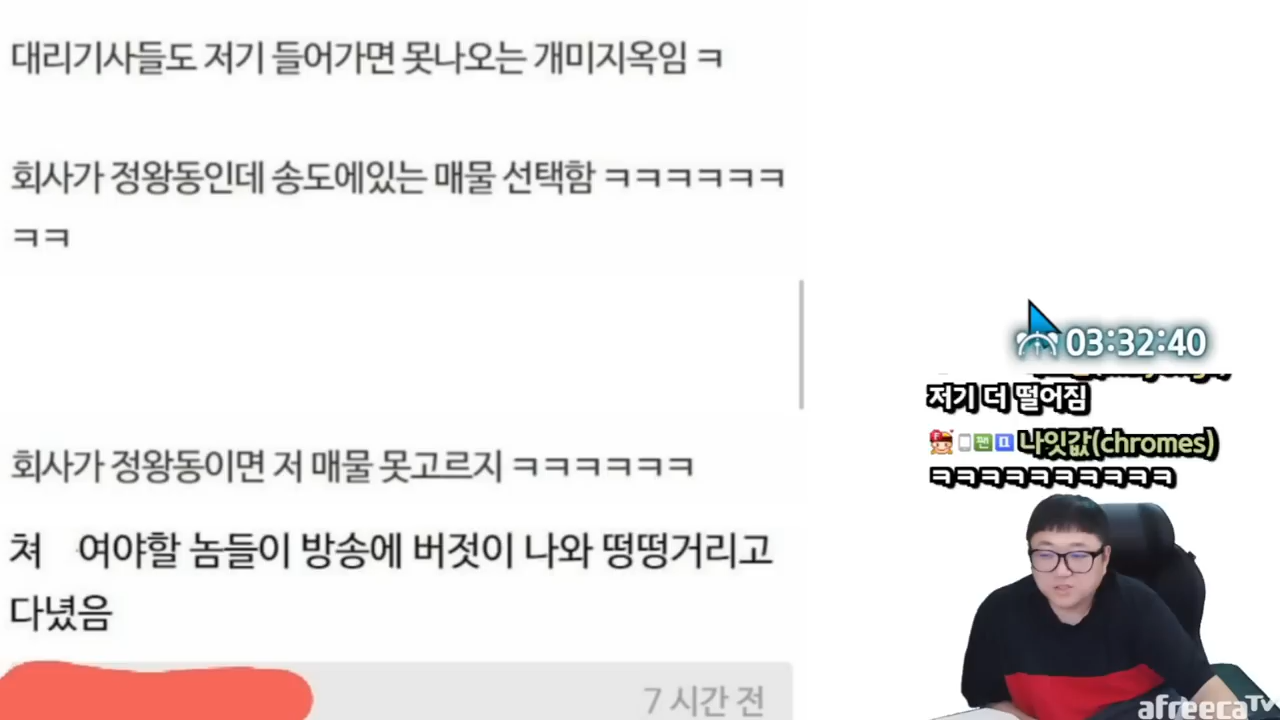 대리기사들도 저기 들어가면 못나오는 개미지옥임 ㅋ
회사가 정왕동인데 송도에있는 매물 선택함 ㅋㅋㅋㅋㅋㅋ
ㅋㅋ
회사가 정왕동이면 저 매물 못고르지 ㅋㅋㅋㅋㅋㅋ
쳐 여야할 놈들이 방송에 버젓이 나와 떵떵거리고
다녔음
7 시간 전
03:32:40
저기 더 떨어짐
F 팬 나잇값(chromes)
ㅋㅋㅋㅋㅋㅋㅋㅋㅋㅋ
afreecaTV